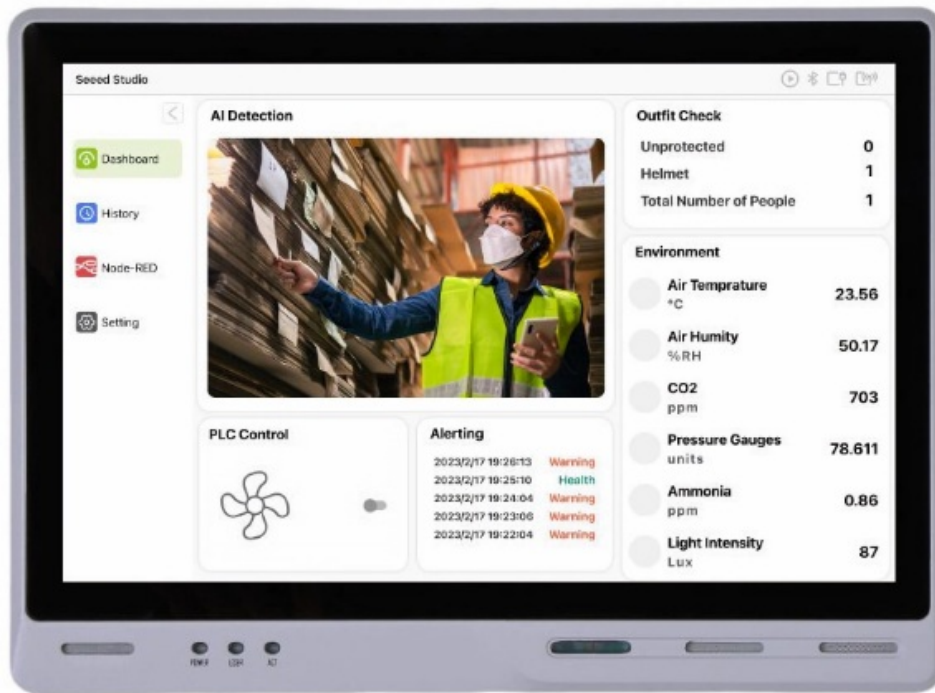 Seeed Studio
Dashboard
History
Node-RED
Setting
AI Detection
PLC Control
Alerting
2023/2/17 19:26:13 Warning
2023/2/17 19:25:10 Health
2023/2/17 19:24:04 Warning
2023/2/17 19:23:06 Warning
2023/2/17 19:22:04 Warning
Outfit Check
Unprotected 0
Helmet 1
Total Number of People 1
Environment
Air Temprature 23.56
°C
Air Humity 50.17
%RH
CO2 703
ppm
Pressure Gauges 78.611
units
Ammonia 0.86
ppm
Light Intensity 87
Lux
POWER USER ACT